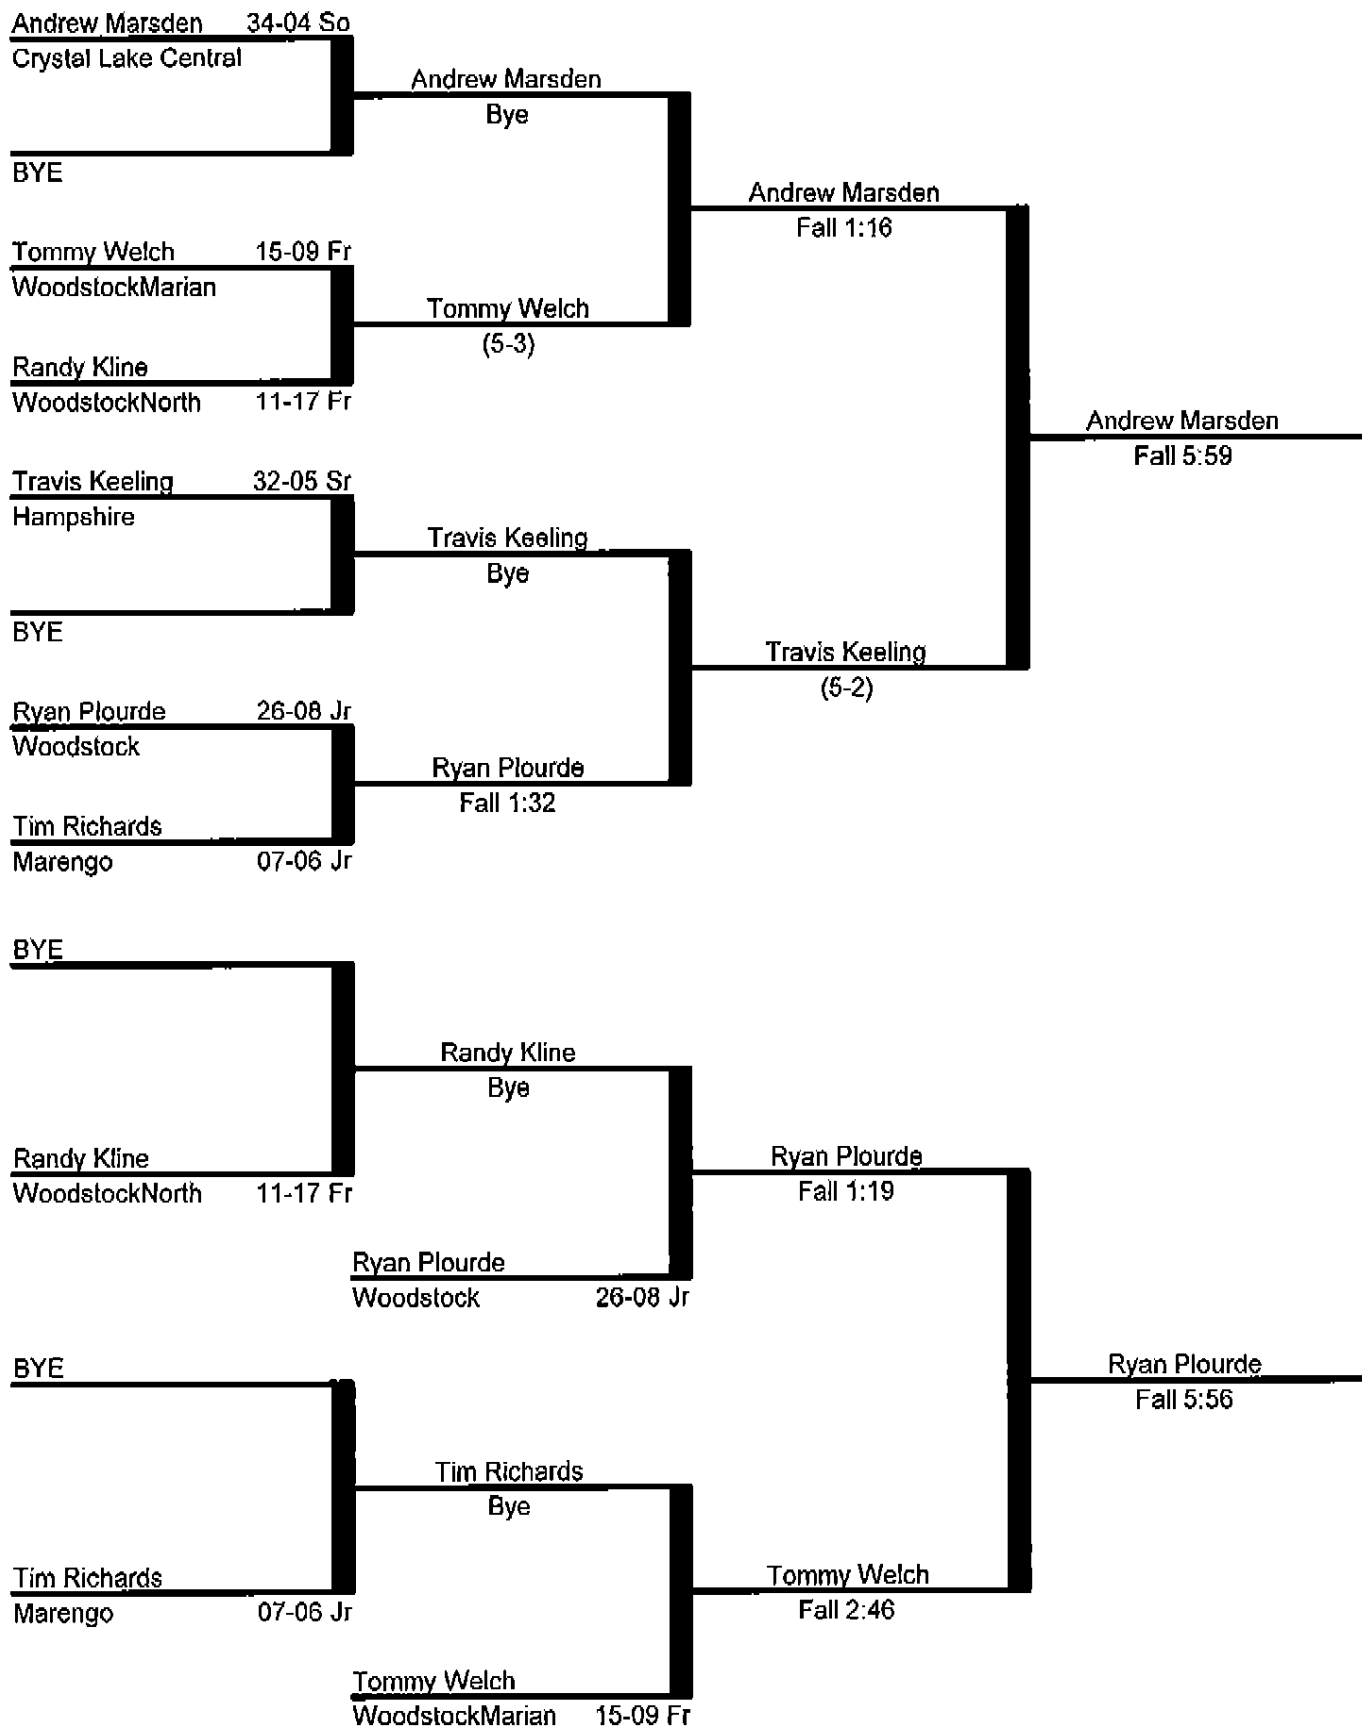 Andrew Marsden 34-04 So
Crystal Lake Central
Andrew Marsden
Bye
BYE
Andrew Marsden
Fall 1:16
Tommy Welch 15-09 Fr
WoodstockMarian
Tommy Welch
(5-3)
Randy Kline
WoodstockNorth 11-17 Fr
Andrew Marsden
Fall 5:59
Travis Keeling 32-05 Sr
Hampshire
Travis Keeling
Bye
BYE
Travis Keeling
(5-2)
Ryan Plourde 26-08 Jr
Woodstock
Ryan Plourde
Fall 1:32
Tim Richards
Marengo 07-06 Jr
BYE
Randy Kline
Bye
Randy Kline
WoodstockNorth 11-17 Fr
Ryan Plourde
Fall 1:19
Ryan Plourde
Woodstock 26-08 Jr
BYE
Ryan Plourde
Fall 5:56
Tim Richards
Bye
Tim Richards
Marengo 07-06 Jr
Tommy Welch
Fall 2:46
Tommy Welch
WoodstockMarian 15-09 Fr